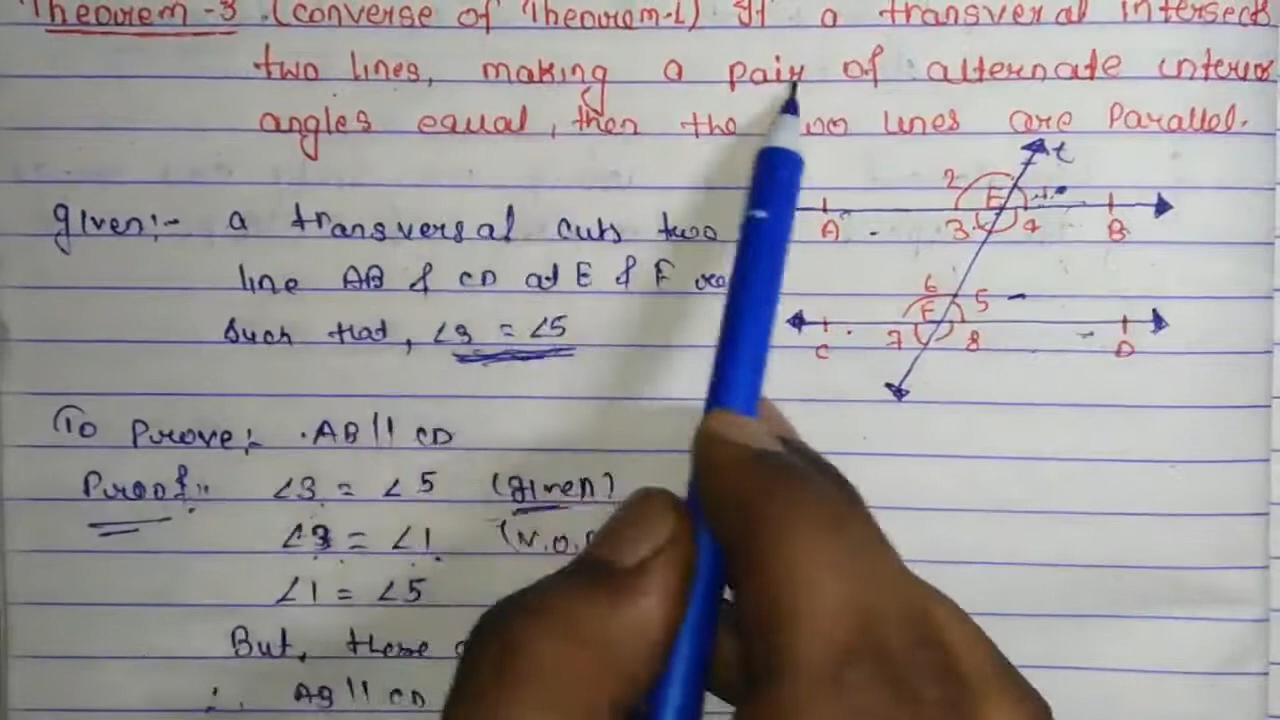 Theorem-3 (converse of Theorem-1) If a transversal intersects
two lines, making a pair of alternate interior
angles equal, then the two lines are Parallel.
given:- a transversal cuts two
line AB & CD at E & F
Such that, ∠3 = ∠5
To Prove:- AB || CD
Proof:- ∠3 = ∠5 (given)
∠3 = ∠1 (V.O.
∠1 = ∠5
But, these
∴ AB || CD
t
2 E 1
A 3 4 B
6 5
F
C 7 8 D